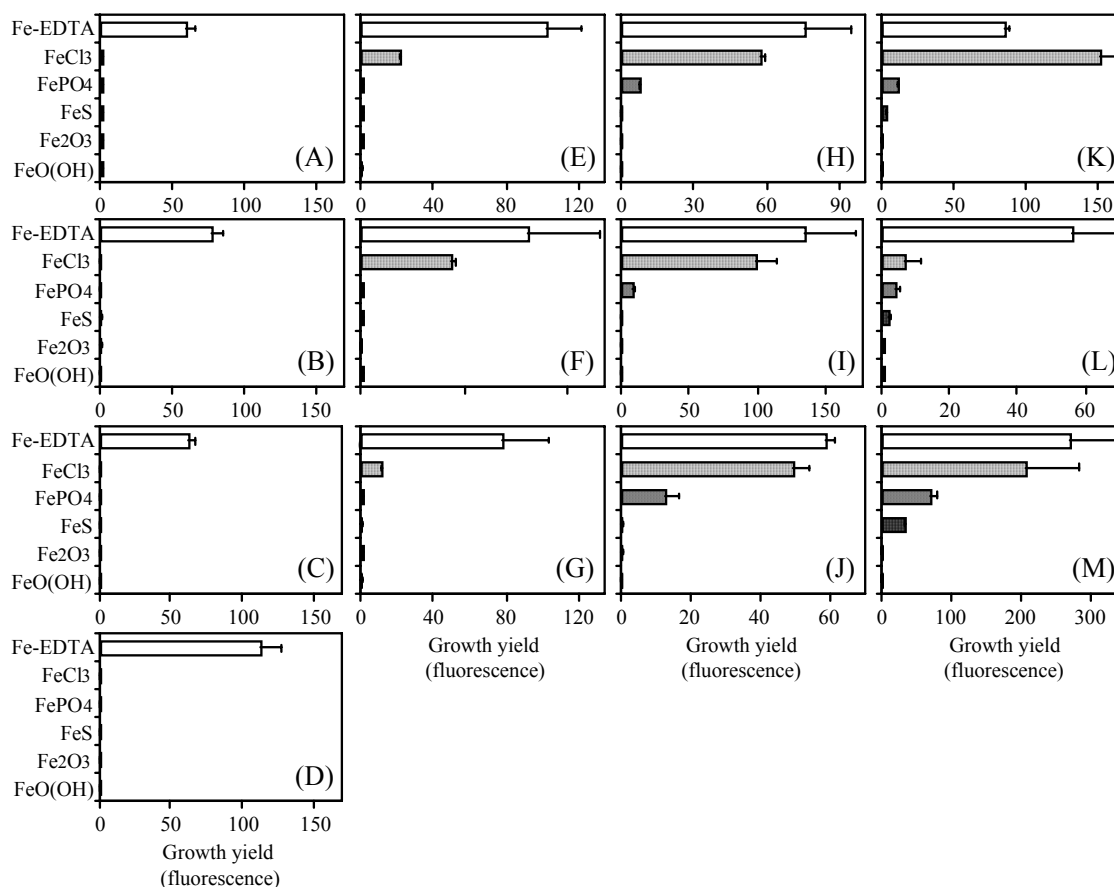 Fe-EDTA
FeCl3
FePO4
FeS
Fe2O3
FeO(OH)
(A)
(E)
(H)
(K)
0 50 100 150
0 40 80 120
0 30 60 90
0 50 100 150
Fe-EDTA
FeCl3
FePO4
FeS
Fe2O3
FeO(OH)
(B)
(F)
(I)
(L)
0 50 100 150
0 50 100 150
0 20 40 60
Fe-EDTA
FeCl3
FePO4
FeS
Fe2O3
FeO(OH)
(C)
(G)
(J)
(M)
0 50 100 150
0 40 80 120
0 20 40 60
0 100 200 300
Growth yield
(fluorescence)
Growth yield
(fluorescence)
Growth yield
(fluorescence)
Fe-EDTA
FeCl3
FePO4
FeS
Fe2O3
FeO(OH)
(D)
0 50 100 150
Growth yield
(fluorescence)